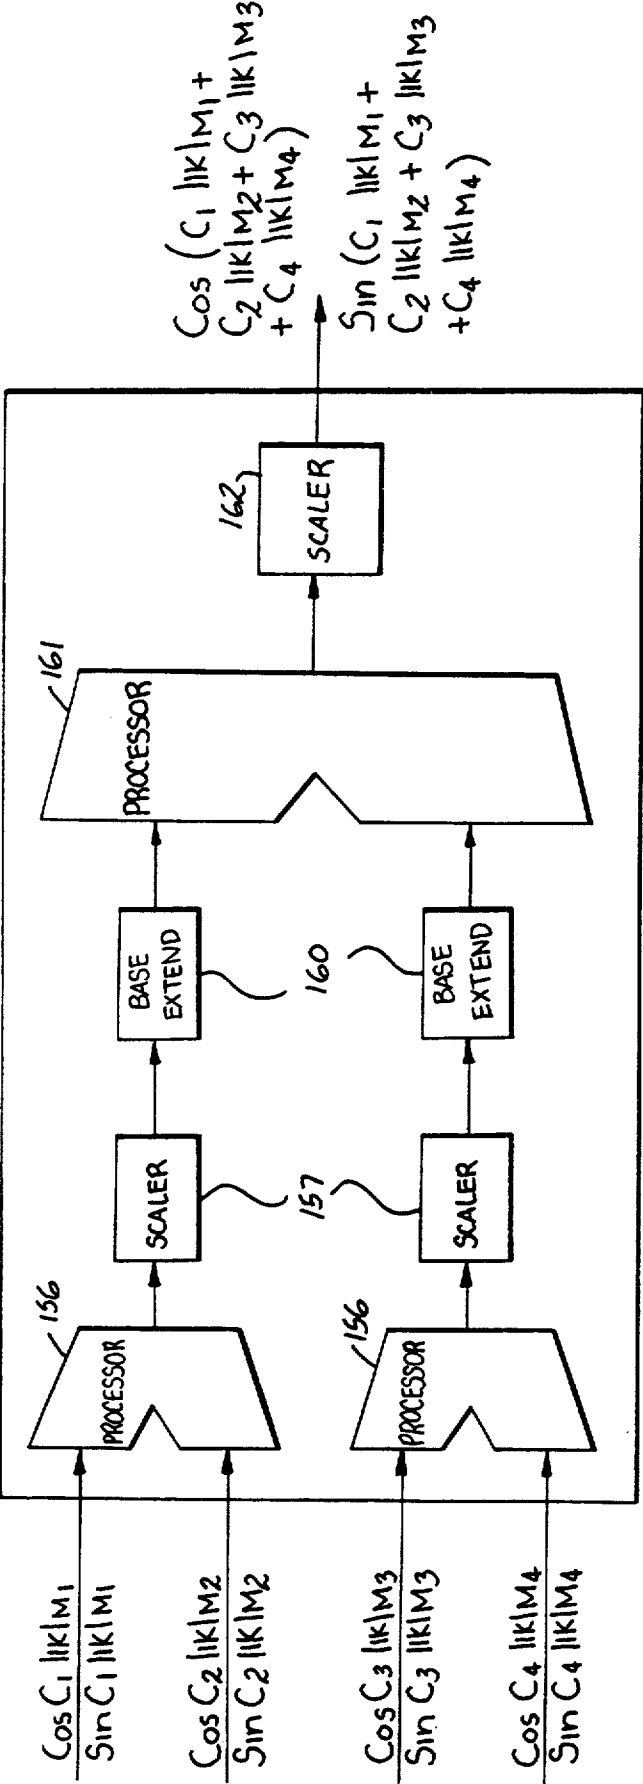 Cos C1 ||K|M1
Sin C1 ||K|M1
Cos C2 ||K|M2
Sin C2 ||K|M2
Cos C3 ||K|M3
Sin C3 ||K|M3
Cos C4 ||K|M4
Sin C4 ||K|M4
156
PROCESSOR
156
PROCESSOR
SCALER
157
SCALER
BASE
EXTEND
160
BASE
EXTEND
161
PROCESSOR
162
SCALER
Cos (C1 ||K|M1 +
C2 ||K|M2 + C3 ||K|M3
+ C4 ||K|M4)
Sin (C1 ||K|M1 +
C2 ||K|M2 + C3 ||K|M3
+C4 ||K|M4)